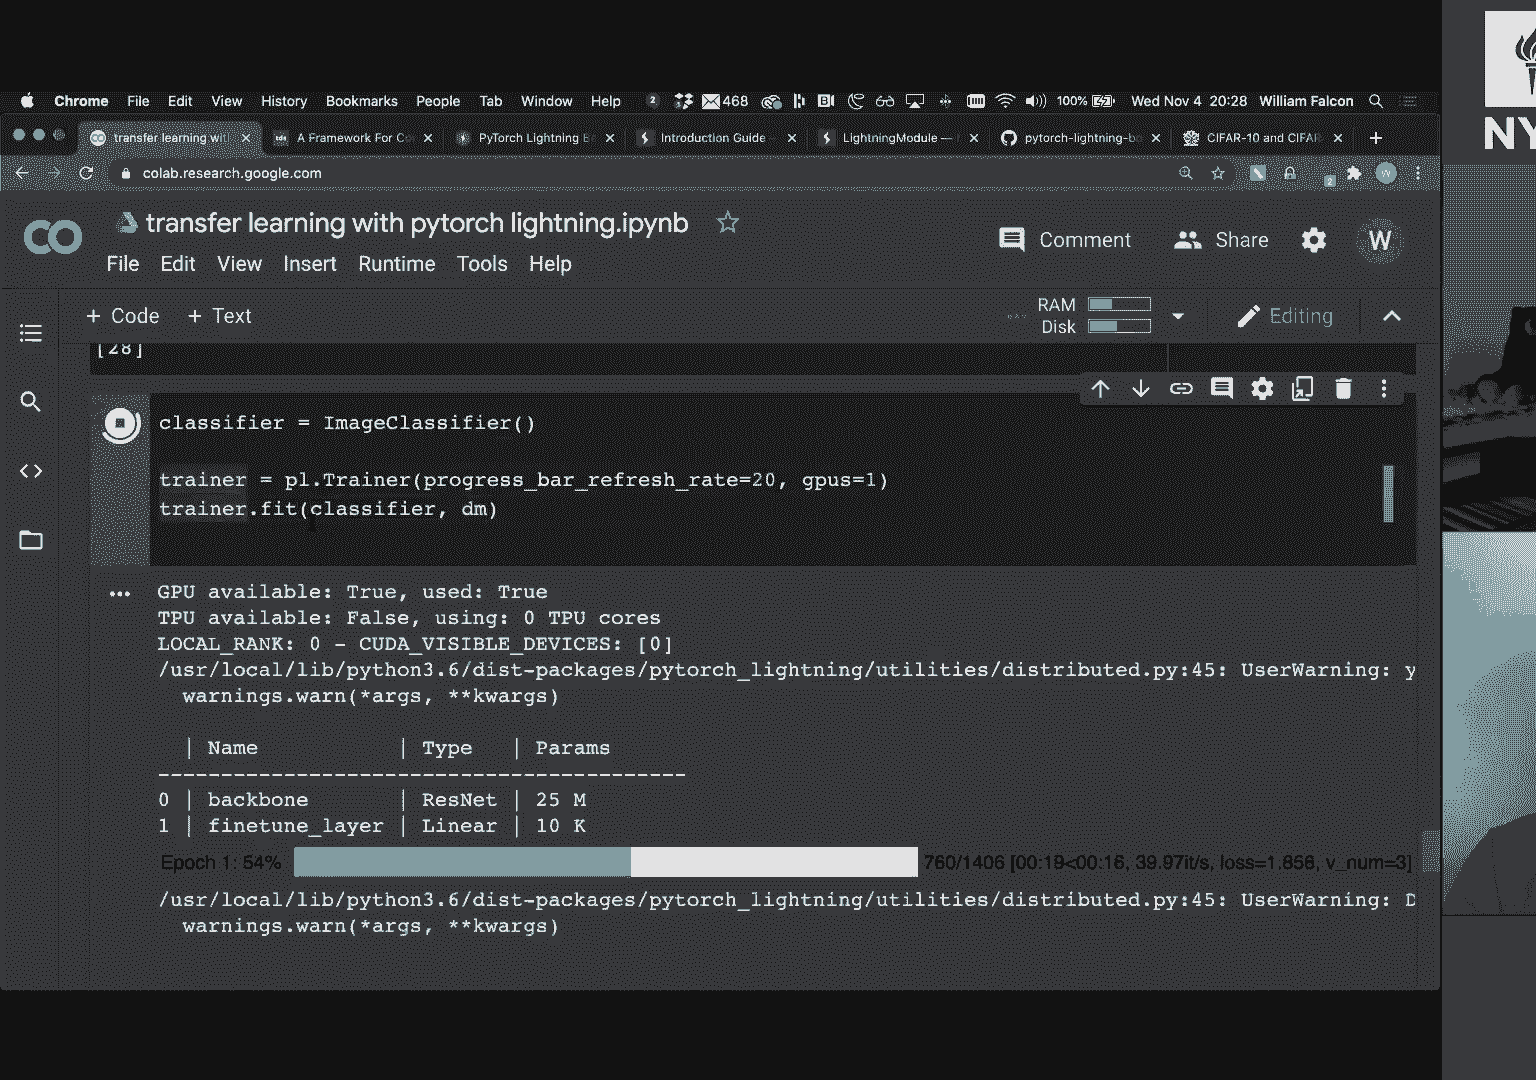 Chrome File Edit View History Bookmarks People Tab Window Help 2 468 100% Wed Nov 4 20:28 William Falcon
transfer learning wit A Framework For Co PyTorch Lightning B Introduction Guide LightningModule — pytorch-lightning-bo CIFAR-10 and CIFAR
colab.research.google.com
transfer learning with pytorch lightning.ipynb
Comment Share W
File Edit View Insert Runtime Tools Help
+ Code + Text
RAM
Disk
Editing
[28]
classifier = ImageClassifier()
trainer = pl.Trainer(progress_bar_refresh_rate=20, gpus=1)
trainer.fit(classifier, dm)
GPU available: True, used: True
TPU available: False, using: 0 TPU cores
LOCAL_RANK: 0 - CUDA_VISIBLE_DEVICES: [0]
/usr/local/lib/python3.6/dist-packages/pytorch_lightning/utilities/distributed.py:45: UserWarning: y
warnings.warn(*args, **kwargs)
| Name | Type | Params
-----------------------------------------
0 | backbone | ResNet | 25 M
1 | finetune_layer | Linear | 10 K
Epoch 1: 54% 760/1406 [00:19<00:16, 39.97it/s, loss=1.856, v_num=3]
/usr/local/lib/python3.6/dist-packages/pytorch_lightning/utilities/distributed.py:45: UserWarning: D
warnings.warn(*args, **kwargs)
NY